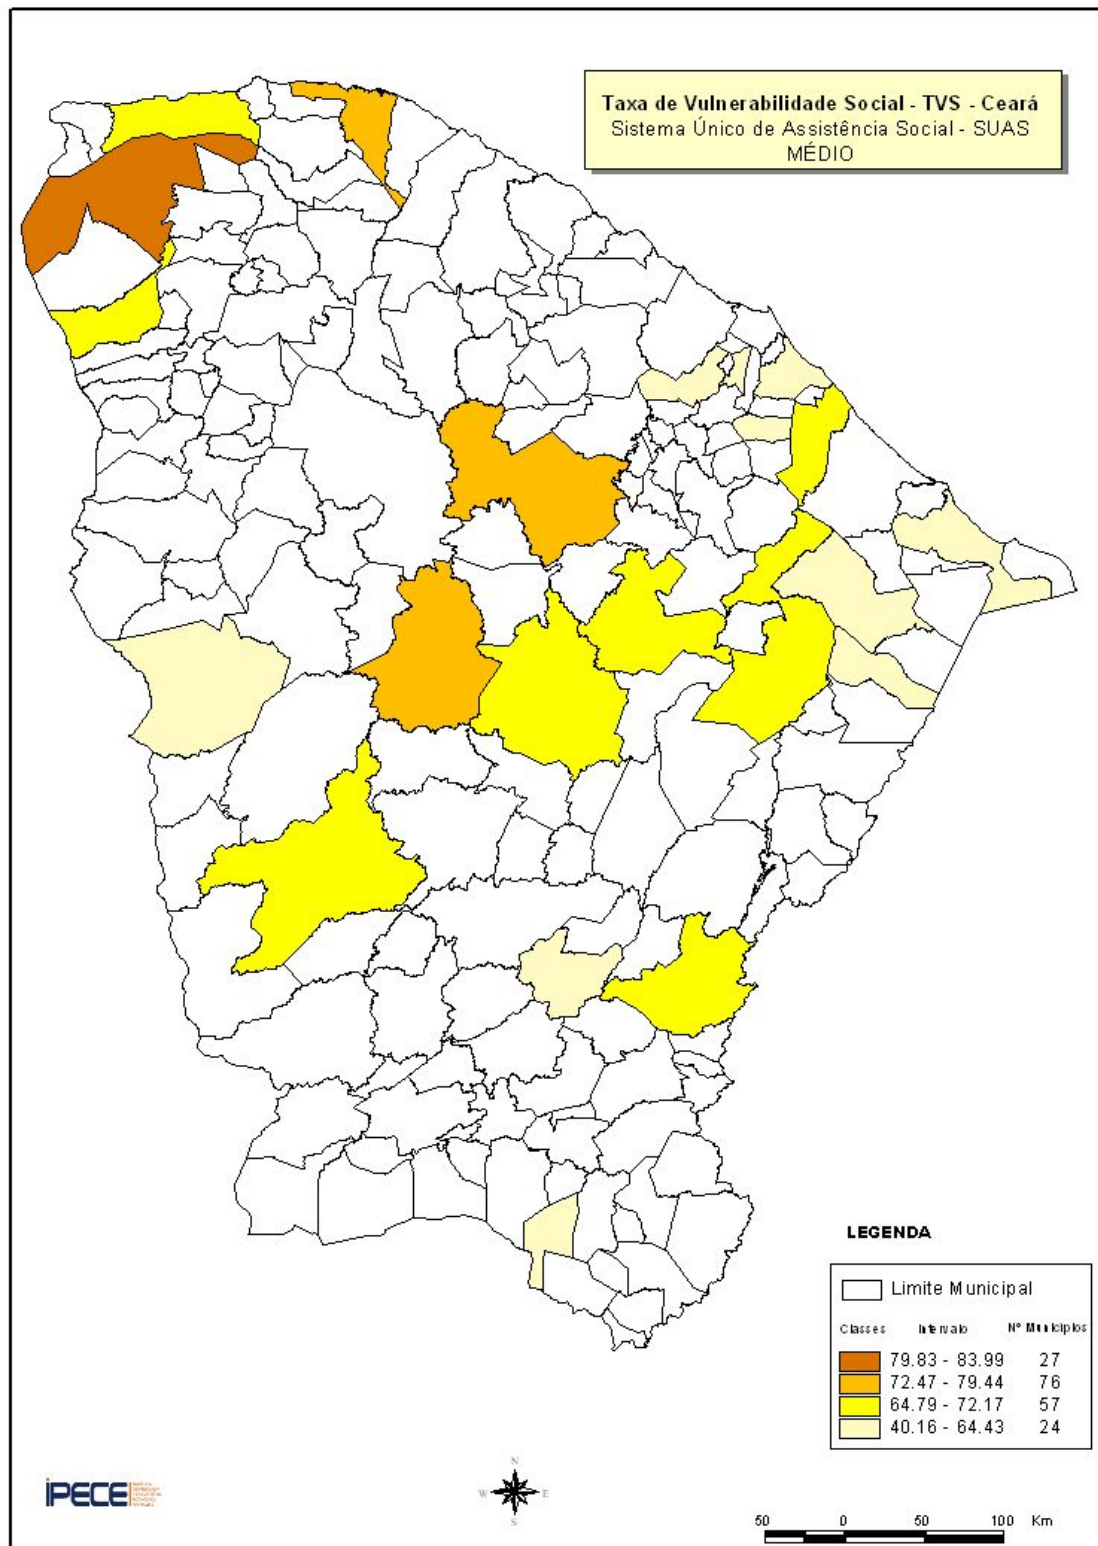 Taxa de Vulnerabilidade Social - TVS - Ceará
Sistema Único de Assistência Social - SUAS
MÉDIO
LEGENDA
Limite Municipal
Classes Intervalo Nº Municípios
79.83 - 83.99 27
72.47 - 79.44 76
64.79 - 72.17 57
40.16 - 64.43 24
IPECE
N
W E
S
50 0 50 100 Km